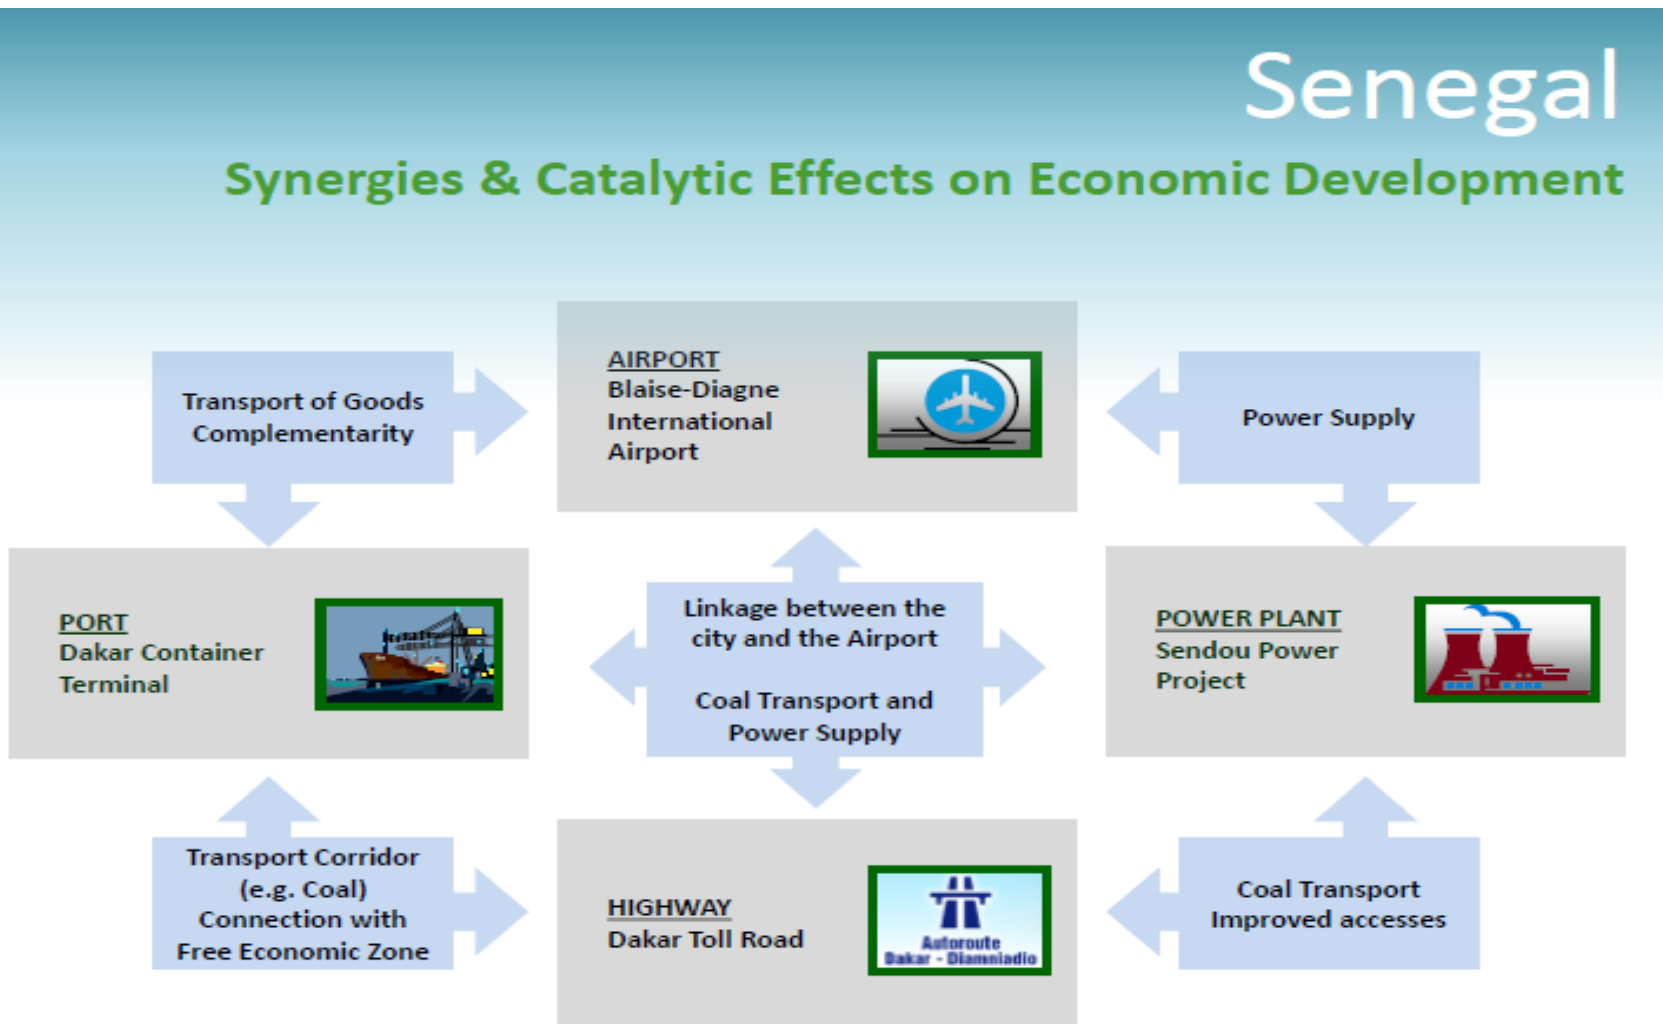 Senegal
Synergies & Catalytic Effects on Economic Development
Transport of Goods
Complementarity
AIRPORT
Blaise-Diagne
International
Airport
Power Supply
PORT
Dakar Container
Terminal
Linkage between the
city and the Airport
Coal Transport and
Power Supply
POWER PLANT
Sendou Power
Project
Transport Corridor
(e.g. Coal)
Connection with
Free Economic Zone
HIGHWAY
Dakar Toll Road
Autoroute
Dakar - Diamniadio
Coal Transport
Improved accesses